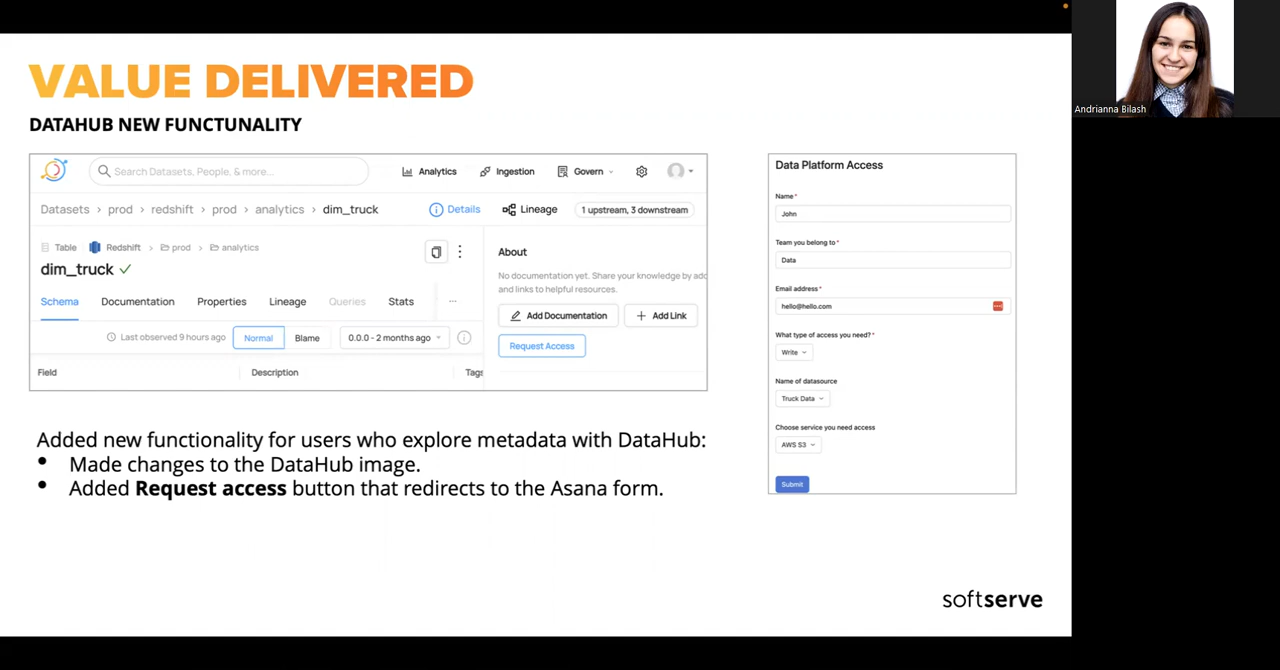 VALUE DELIVERED
DATAHUB NEW FUNCTUNALITY
Search Datasets, People, & more...
Analytics
Ingestion
Govern
Datasets > prod > redshift > prod > analytics > dim_truck
Details
Lineage
1 upstream, 3 downstream
Table
Redshift > prod > analytics
dim_truck
Schema
Documentation
Properties
Lineage
Queries
Stats
...
Last observed 9 hours ago
Normal
Blame
0.0.0 - 2 months ago
Field
Description
Tags
About
No documentation yet. Share your knowledge by adc
and links to helpful resources.
Add Documentation
+ Add Link
Request Access
Data Platform Access
Name*
John
Team you belong to*
Data
Email address*
hello@hello.com
What type of access you need?*
Write
Name of datasource
Truck Data
Choose service you need access
AWS S3
Submit
Added new functionality for users who explore metadata with DataHub:
• Made changes to the DataHub image.
• Added Request access button that redirects to the Asana form.
softserve
Andrianna Bilash